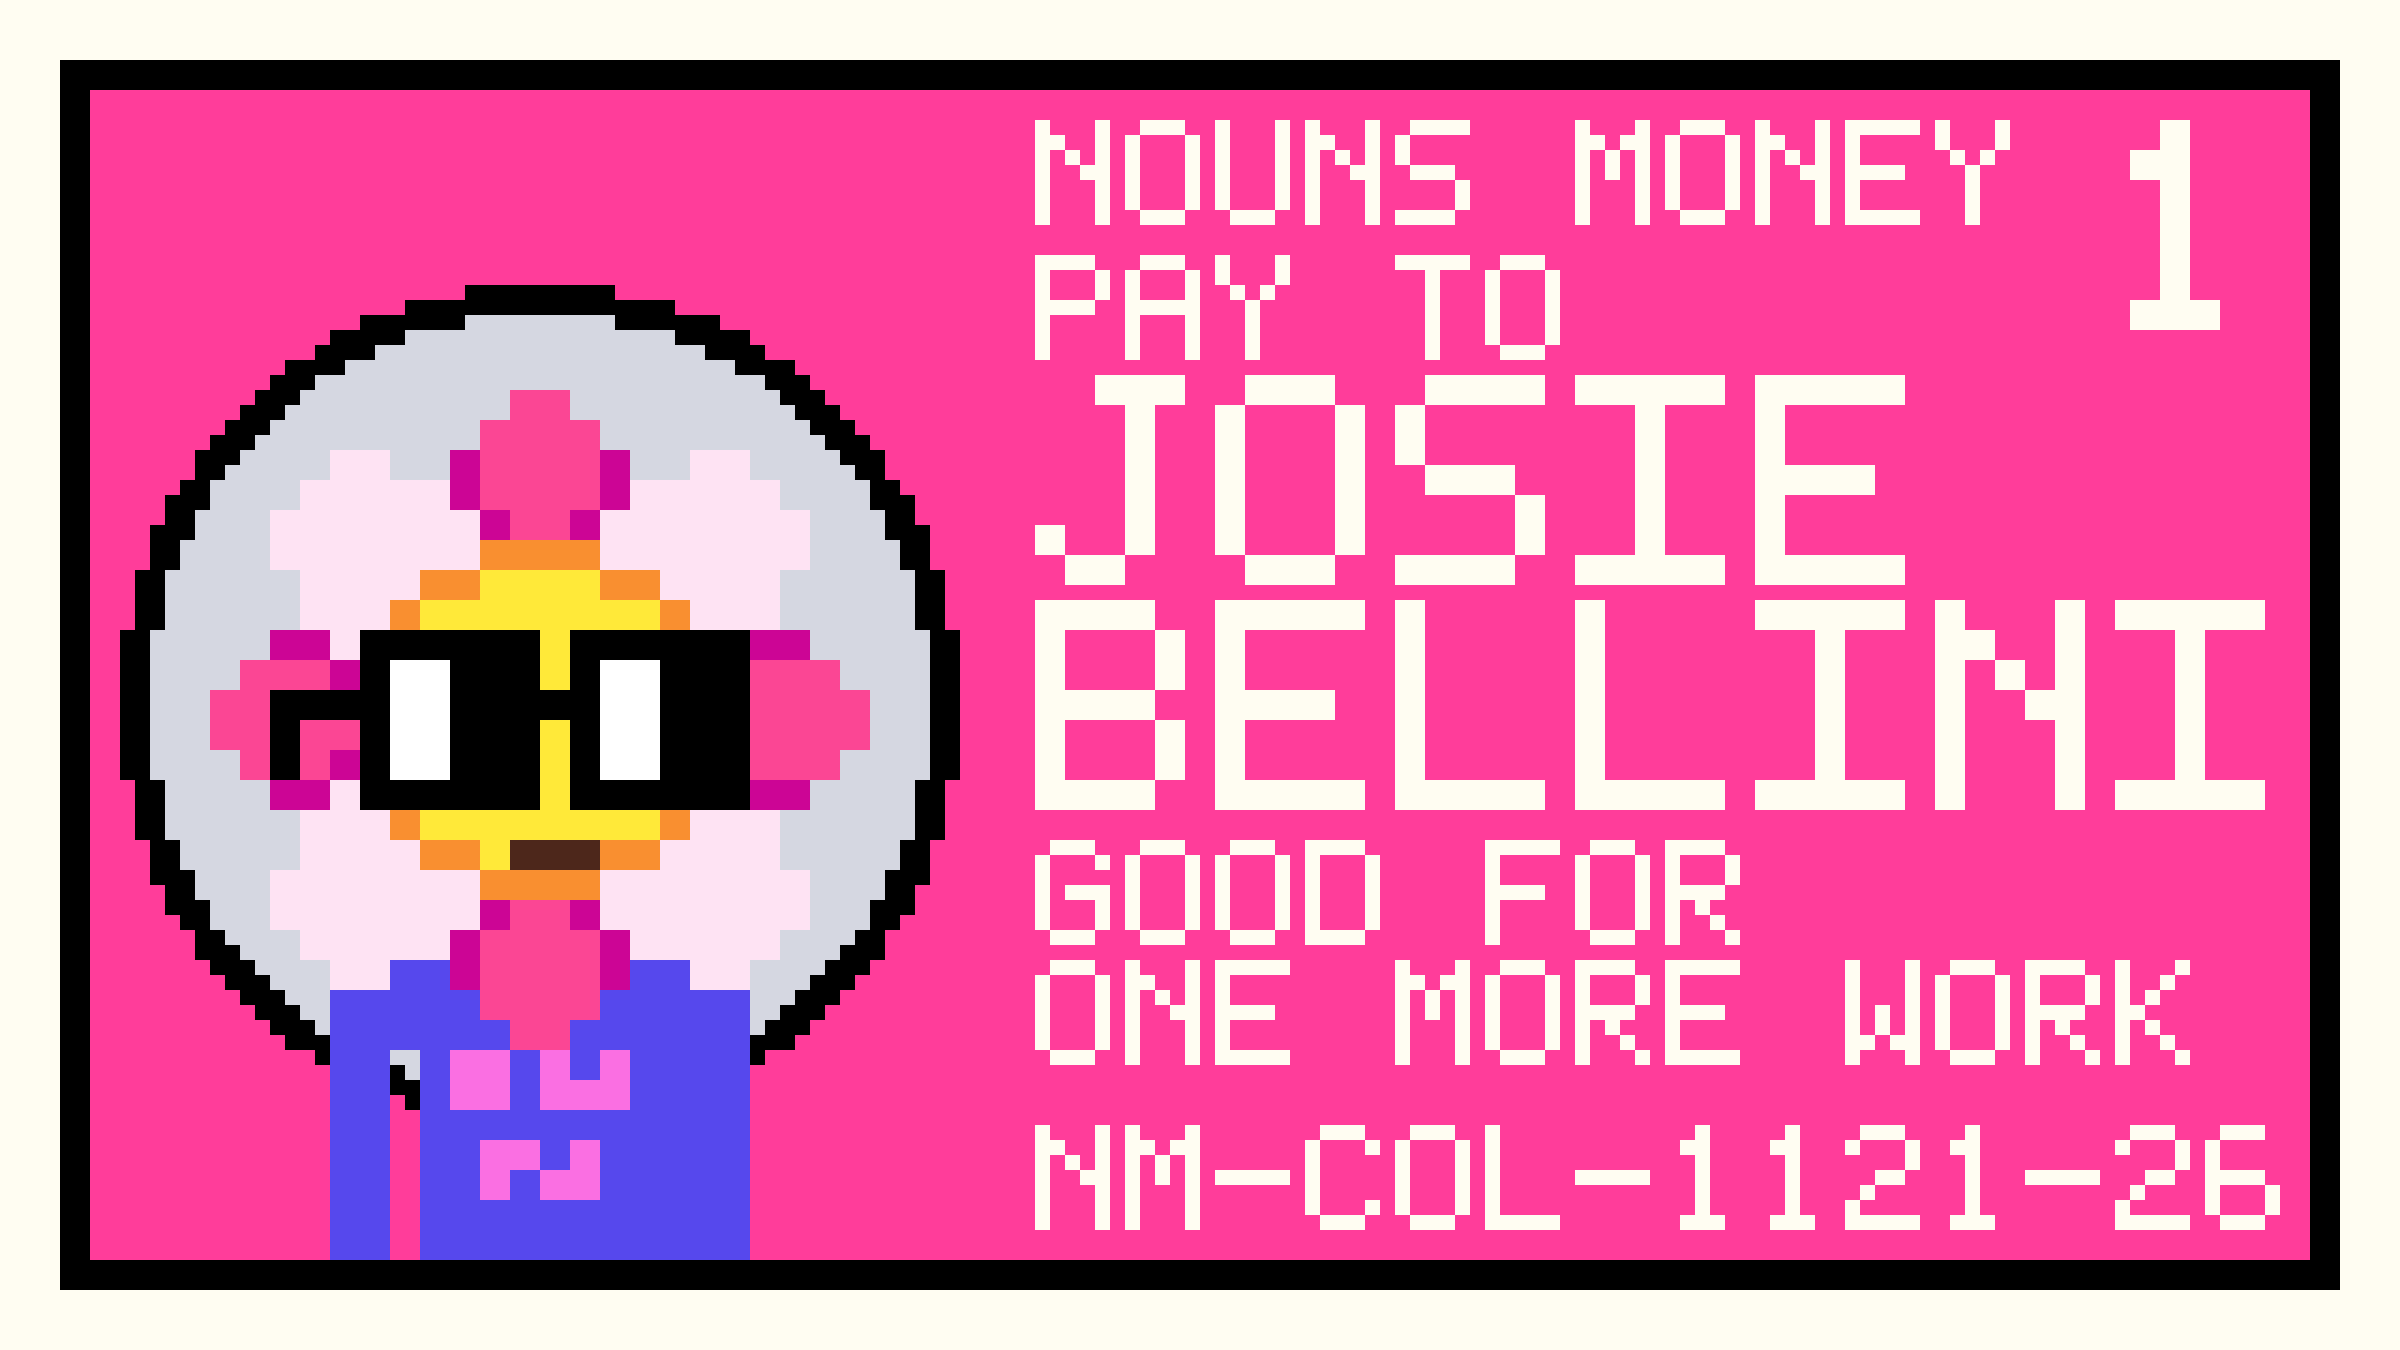 NOUNS MONEY 1
PAY TO
JOSIE
BELLINI
GOOD FOR
ONE MORE WORK
NM-COL-1121-26